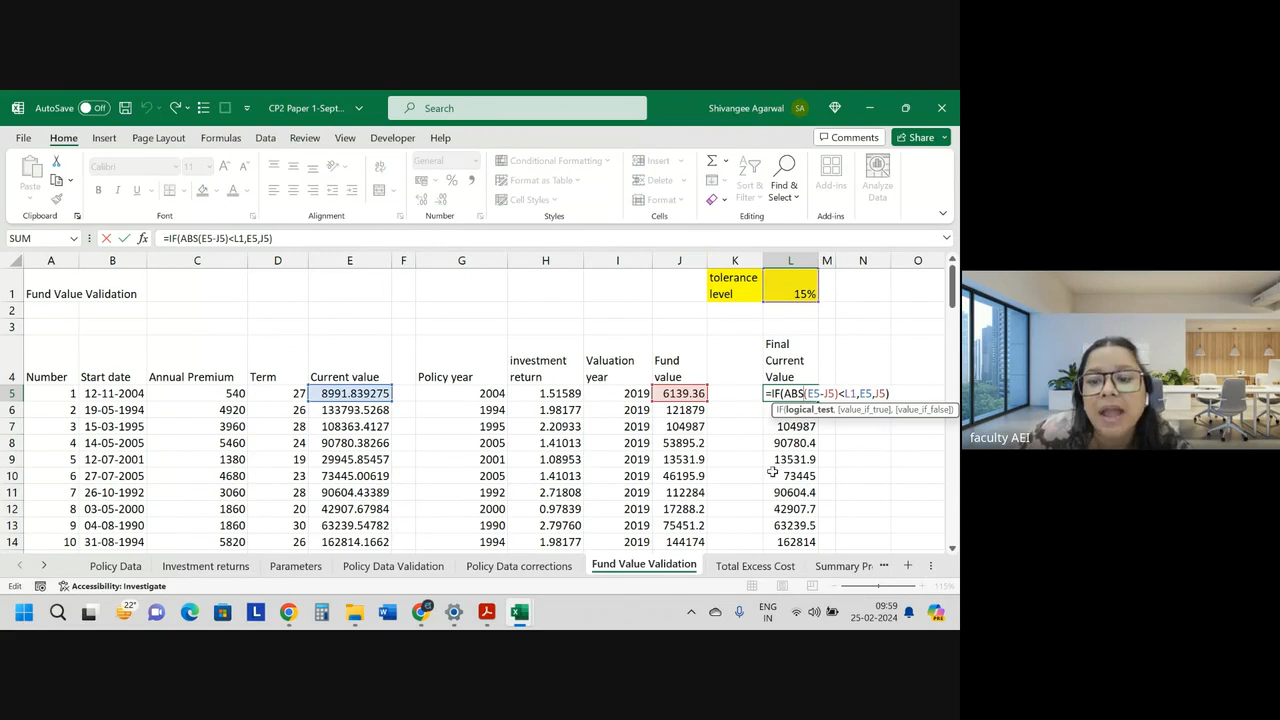 AutoSave Off CP2 Paper 1-Sept... Search Shivangee Agarwal SA
File Home Insert Page Layout Formulas Data Review View Developer Help Comments Share
Calibri 11 General Conditional Formatting Insert
Paste B I U % Format as Table Delete Sort & Filter Find & Select Add-ins Analyze Data
Cell Styles Format
Clipboard Font Alignment Number Styles Cells Editing Add-ins
SUM fx =IF(ABS(E5-J5)<L1,E5,J5)
A B C D E F G H I J K L M N O
1 Fund Value Validation tolerance level 15%
2
3
4 Number Start date Annual Premium Term Current value Policy year investment return Valuation year Fund value Final Current Value
5 1 12-11-2004 540 27 8991.839275 2004 1.51589 2019 6139.36 =IF(ABS(E5-J5)<L1,E5,J5)
IF(logical_test, [value_if_true], [value_if_false])
6 2 19-05-1994 4920 26 133793.5268 1994 1.98177 2019 121879
7 3 15-03-1995 3960 28 108363.4127 1995 2.20933 2019 104987 104987
8 4 14-05-2005 5460 24 90780.38266 2005 1.41013 2019 53895.2 90780.4
9 5 12-07-2001 1380 19 29945.85457 2001 1.08953 2019 13531.9 13531.9
10 6 27-07-2005 4680 23 73445.00619 2005 1.41013 2019 46195.9 73445
11 7 26-10-1992 3060 28 90604.43389 1992 2.71808 2019 112284 90604.4
12 8 03-05-2000 1860 20 42907.67984 2000 0.97839 2019 17288.2 42907.7
13 9 04-08-1990 1860 30 63239.54782 1990 2.79760 2019 75451.2 63239.5
14 10 31-08-1994 5820 26 162814.1662 1994 1.98177 2019 144174 162814
Policy Data Investment returns Parameters Policy Data Validation Policy Data corrections Fund Value Validation Total Excess Cost Summary Pr
Edit Accessibility: Investigate 115%
22° ENG IN 09:59 25-02-2024
faculty AEI